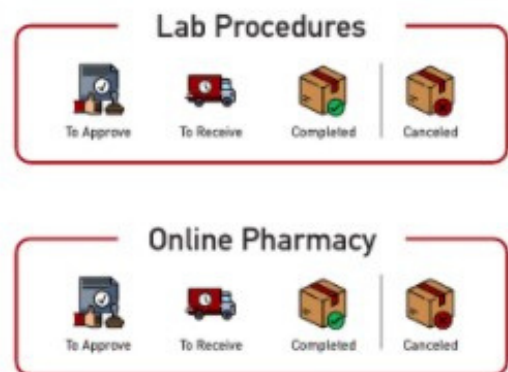 Lab Procedures
To Approve To Receive Completed Canceled
Online Pharmacy
To Approve To Receive Completed Canceled